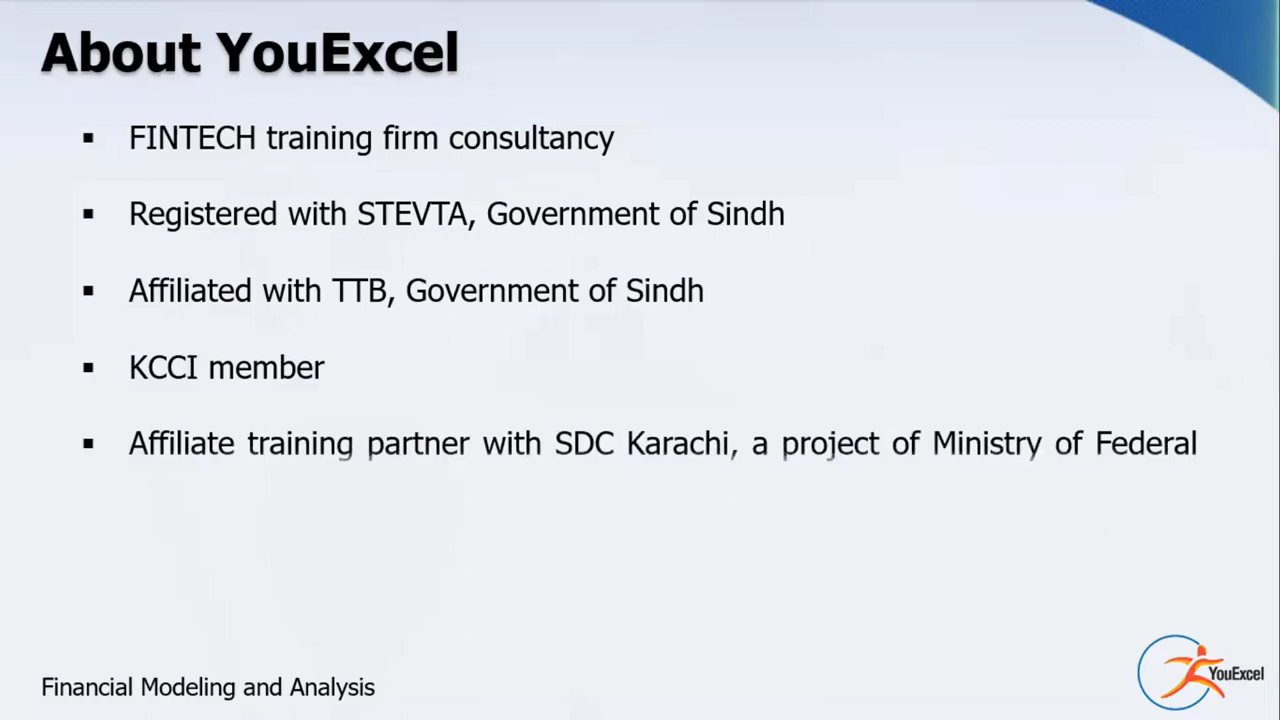 About YouExcel
▪ FINTECH training firm consultancy
▪ Registered with STEVTA, Government of Sindh
▪ Affiliated with TTB, Government of Sindh
▪ KCCI member
▪ Affiliate training partner with SDC Karachi, a project of Ministry of Federal
Financial Modeling and Analysis
YouExcel